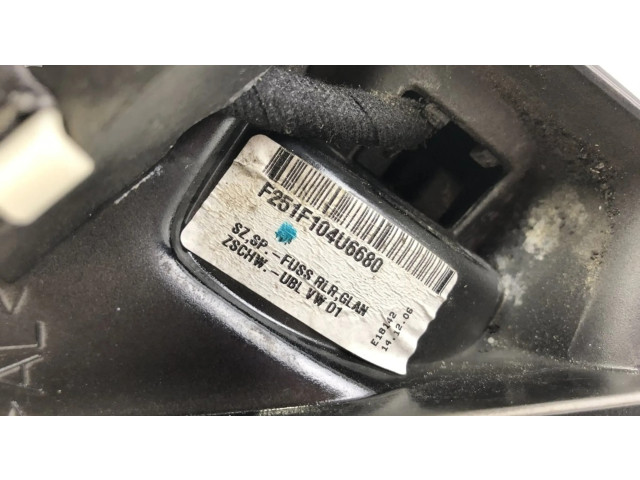 F251F104U6680
SZ,SP.-FUSS RLR,GLAN
ZSCHW.-UBL VW D1
E18142
14.12.06